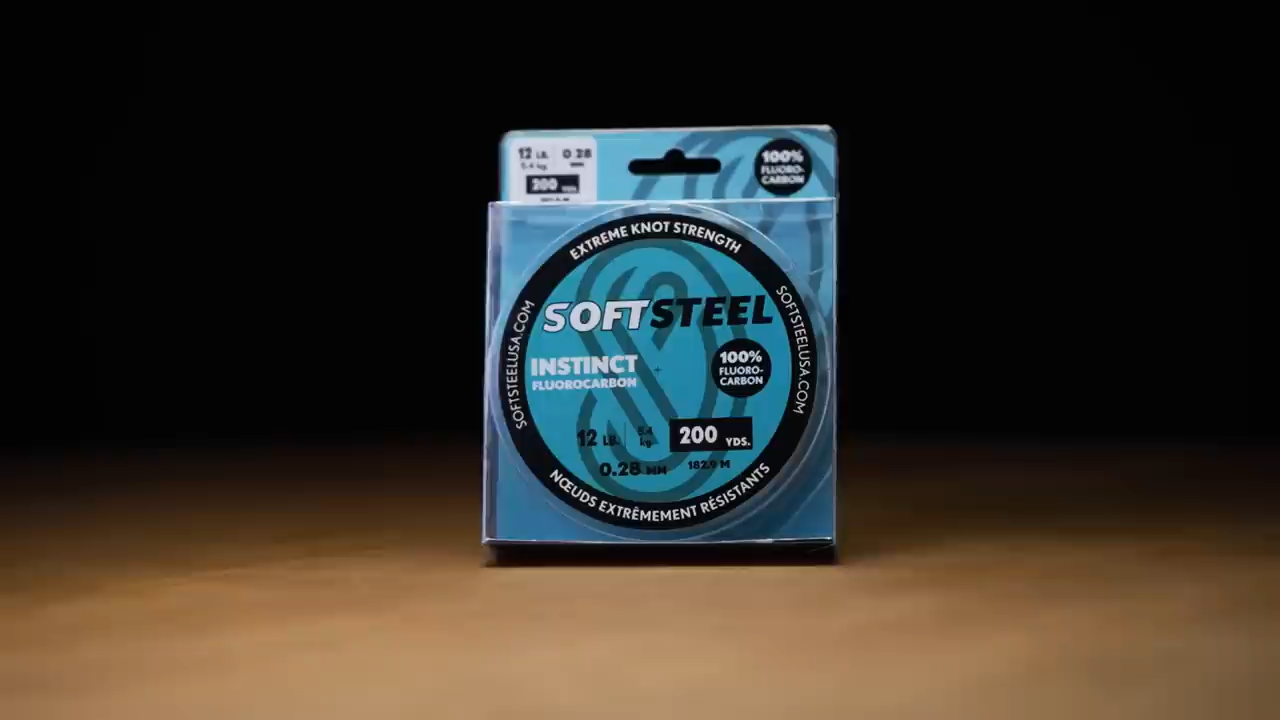 12 LB. 0.28
5.4 kg MM
200 YDS.
100%
FLUORO-
CARBON
EXTREME KNOT STRENGTH
SOFTSTEELUSA.COM
SOFTSTEELUSA.COM
SOFTSTEEL
INSTINCT
FLUOROCARBON
100%
FLUORO-
CARBON
12 LB. 5.4 kg
200 YDS.
0.28 MM 182.9 M
NŒUDS EXTRÊMEMENT RÉSISTANTS